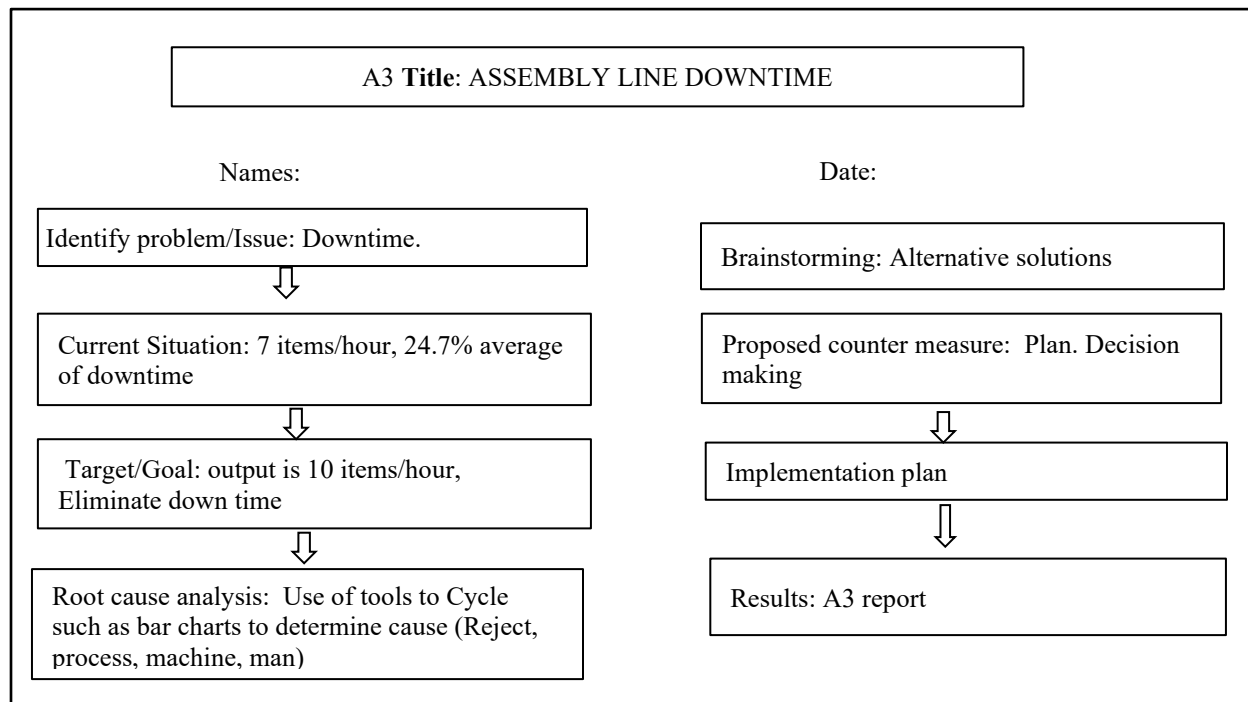 A3 Title: ASSEMBLY LINE DOWNTIME
Names:
Date:
Identify problem/Issue: Downtime.
Current Situation: 7 items/hour, 24.7% average
of downtime
Target/Goal: output is 10 items/hour,
Eliminate down time
Root cause analysis: Use of tools to Cycle
such as bar charts to determine cause (Reject,
process, machine, man)
Brainstorming: Alternative solutions
Proposed counter measure: Plan. Decision
making
Implementation plan
Results: A3 report